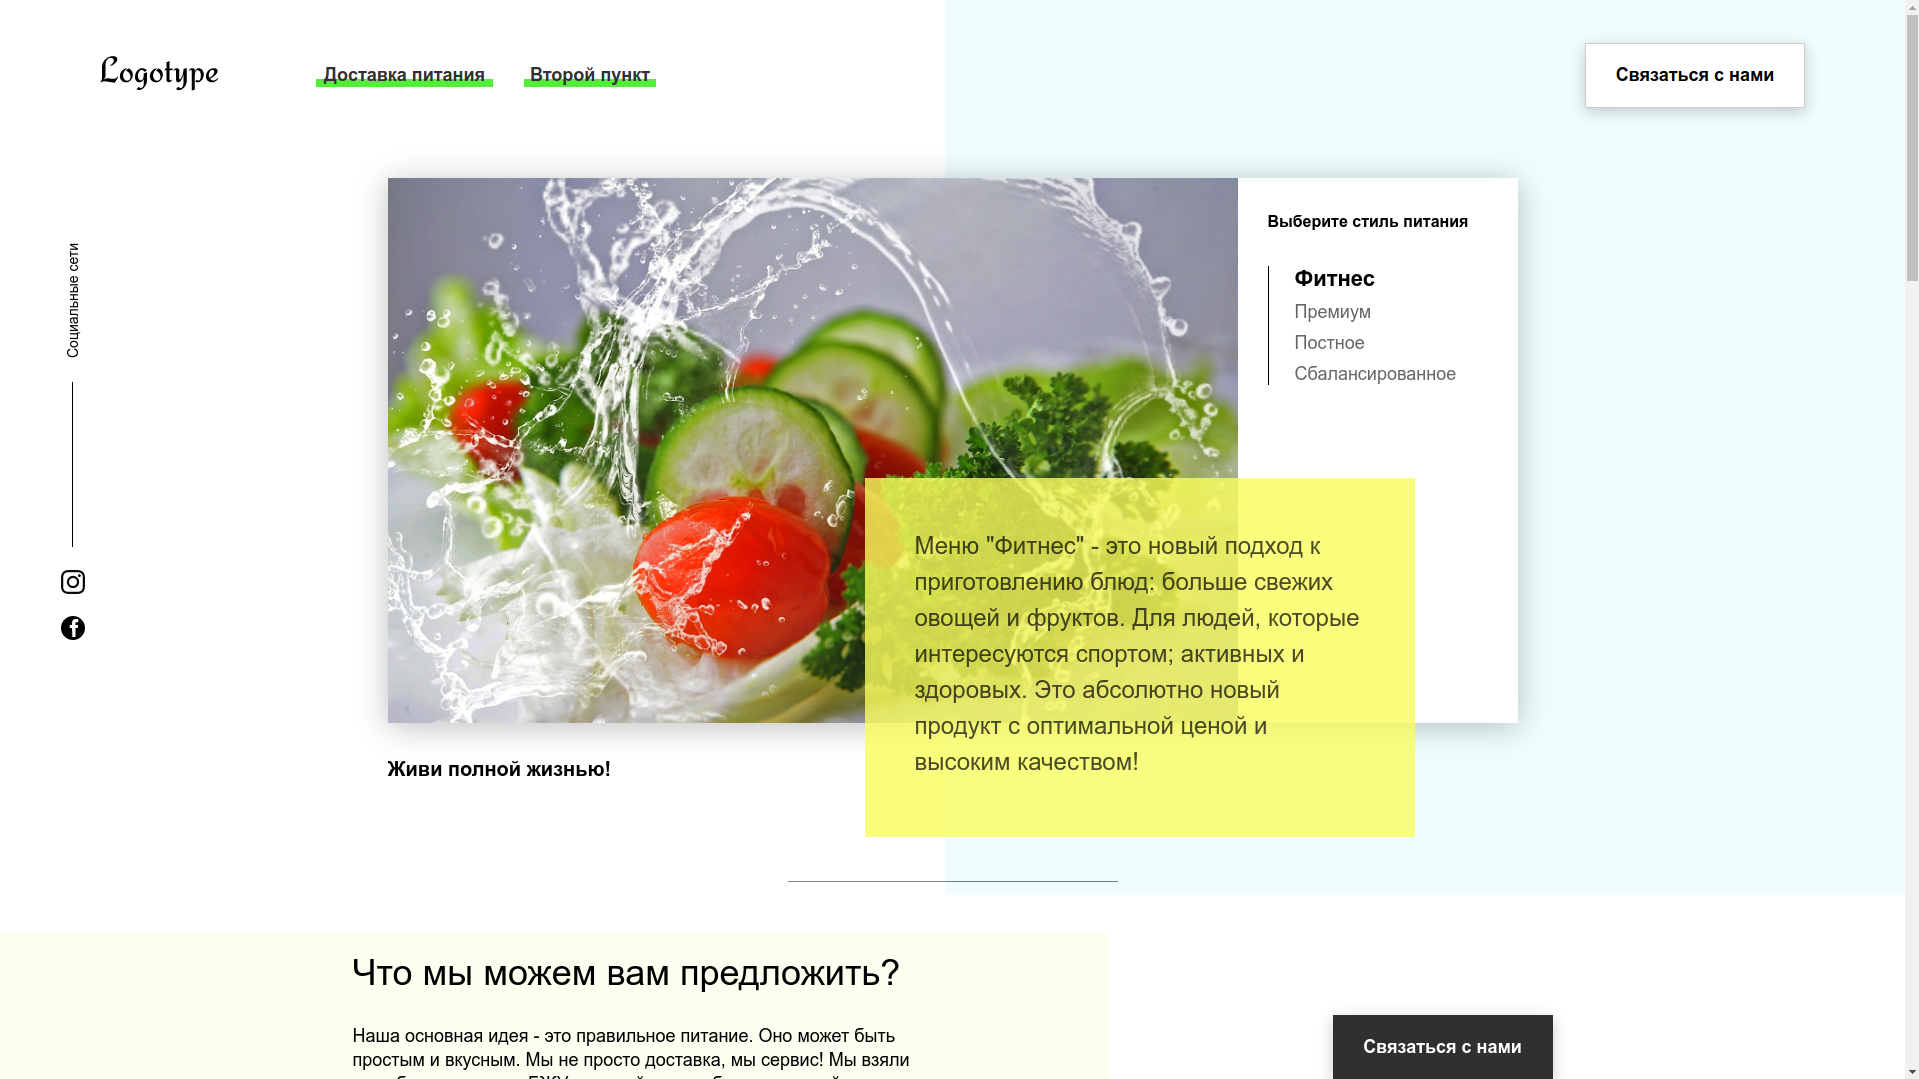 Logotype
Доставка питания
Второй пункт
Связаться с нами
Социальные сети
Выберите стиль питания
Фитнес
Премиум
Постное
Сбалансированное
Меню "Фитнес" - это новый подход к
приготовлению блюд: больше свежих
овощей и фруктов. Для людей, которые
интересуются спортом; активных и
здоровых. Это абсолютно новый
продукт с оптимальной ценой и
высоким качеством!
Живи полной жизнью!
Что мы можем вам предложить?
Наша основная идея - это правильное питание. Оно может быть
простым и вкусным. Мы не просто доставка, мы сервис! Мы взяли
Связаться с нами